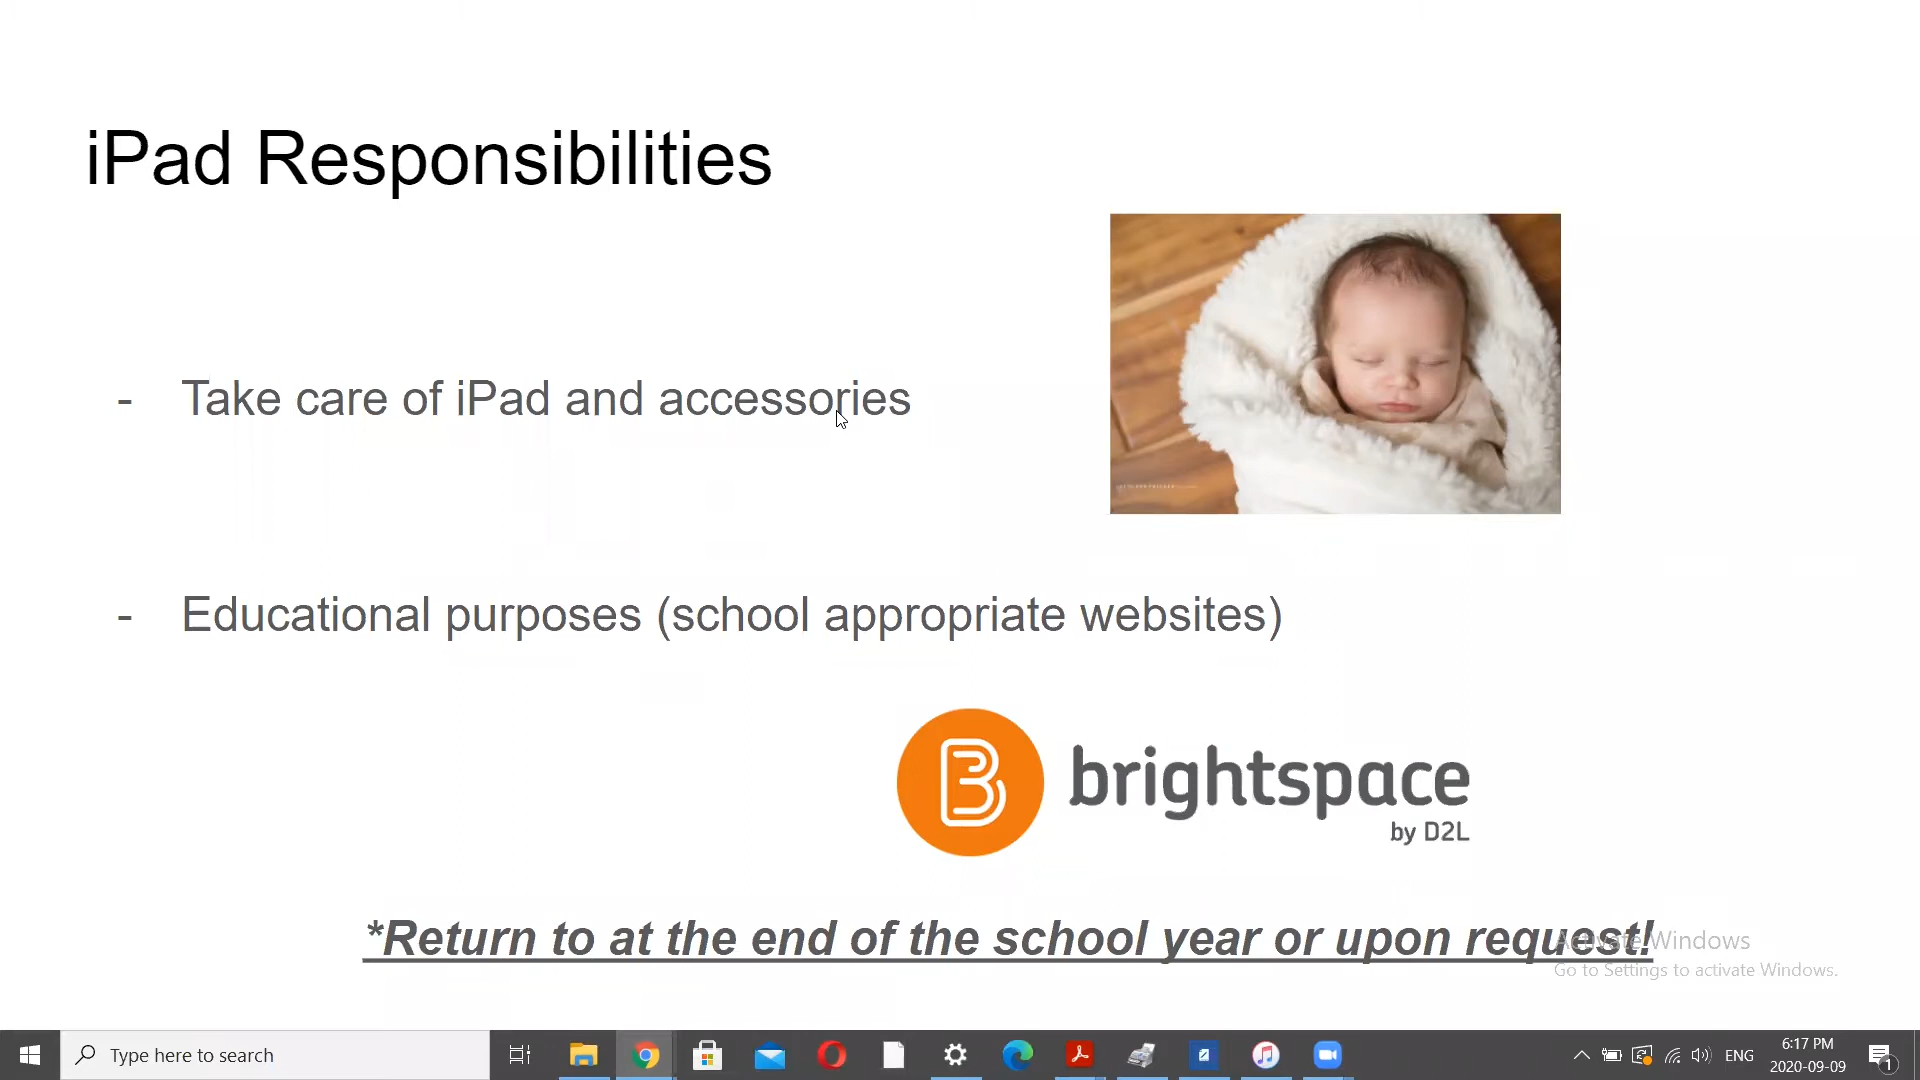 iPad Responsibilities
- Take care of iPad and accessories
- Educational purposes (school appropriate websites)
B brightspace
by D2L
*Return to at the end of the school year or upon request!
Activate Windows
Go to Settings to activate Windows.
Type here to search
ENG
6:17 PM
2020-09-09
1